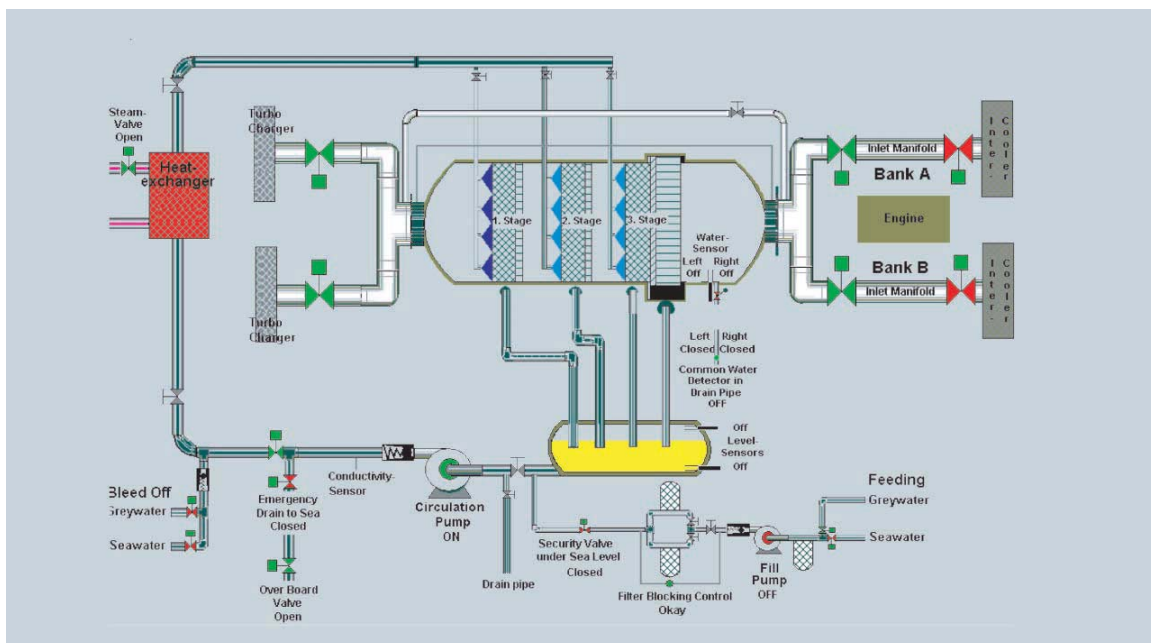 Steam-
Valve
Open
Turbo
Charger
Heat-
exchanger
1. Stage
2. Stage
3. Stage
Water-
Sensor
Left Right
Off Off
Inlet Manifold
Bank A
Engine
Bank B
Inlet Manifold
Inter-
Cooler
Inter-
Cooler
Turbo
Charger
Left Right
Closed Closed
Common Water
Detector in
Drain Pipe
OFF
Off
Level-
Sensors
Off
Bleed Off
Greywater
Seawater
Emergency
Drain to Sea
Closed
Over Board
Valve
Open
Conductivity-
Sensor
Circulation
Pump
ON
Drain pipe
Security Valve
under Sea Level
Closed
Filter Blocking Control
Okay
Fill
Pump
OFF
Feeding
Greywater
Seawater